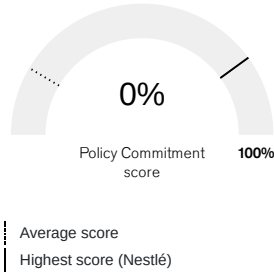 0%
Policy Commitment 100%
score
Average score
Highest score (Nestlé)